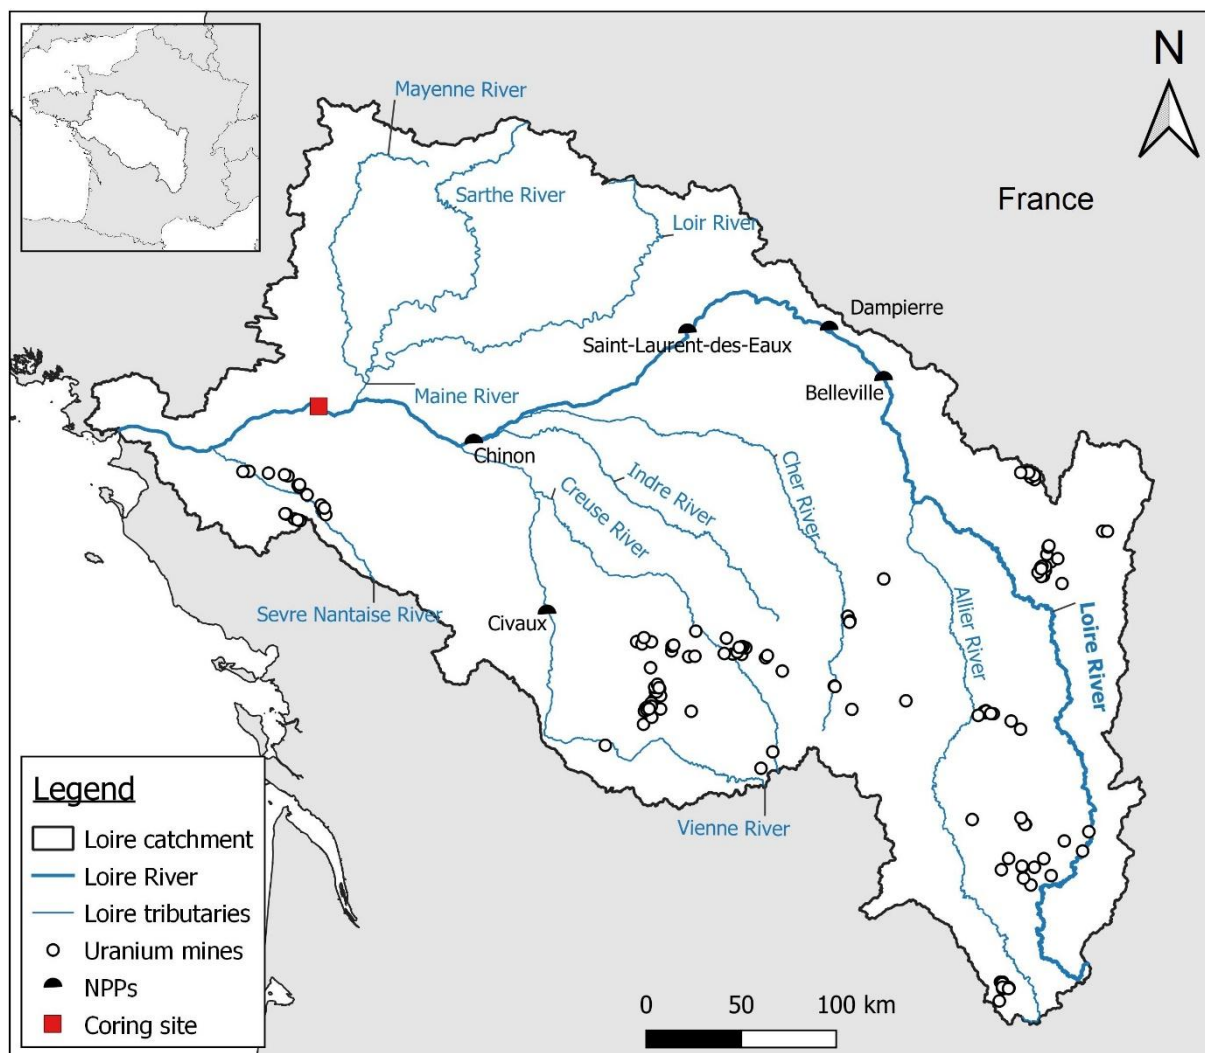 Mayenne River
N
Sarthe River
France
Loir River
Dampierre
Saint-Laurent-des-Eaux
Belleville
Maine River
Chinon
Cher River
Indre River
Creuse River
Sevre Nantaise River
Civaux
Allier River
Loire River
Vienne River
Legend
Loire catchment
Loire River
Loire tributaries
Uranium mines
NPPs
Coring site
0 50 100 km